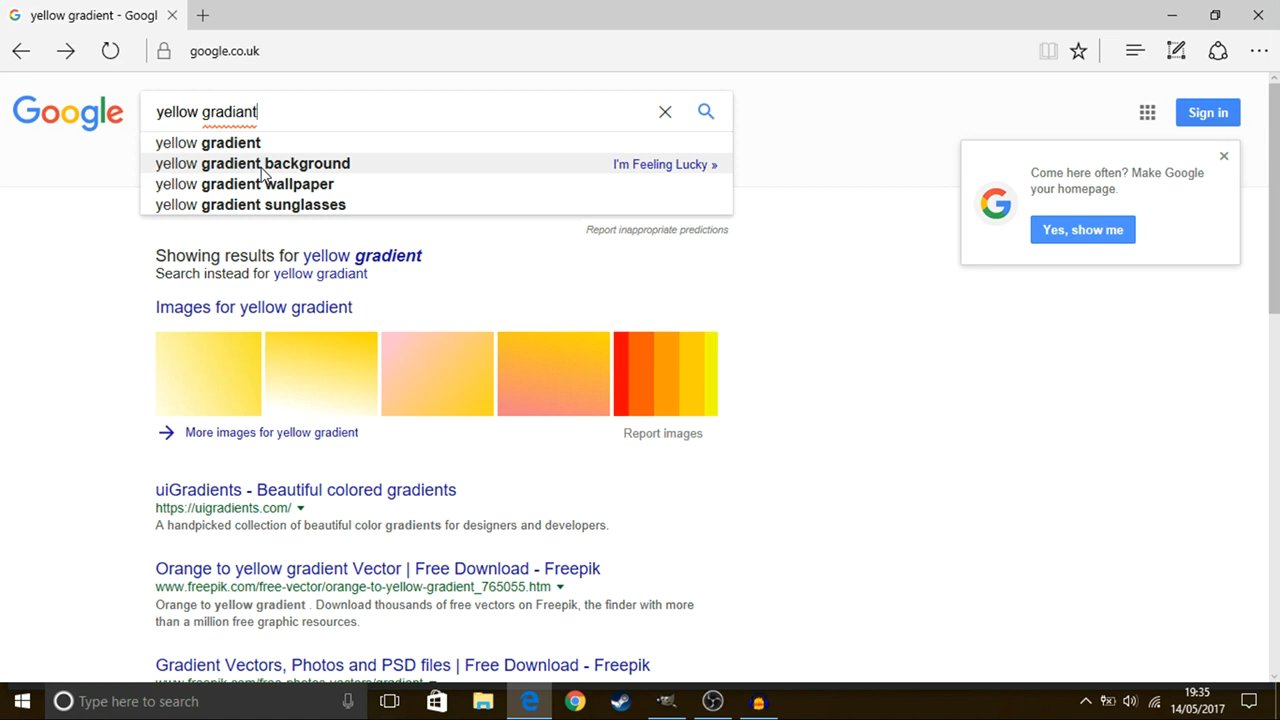 yellow gradient - Googl
google.co.uk
Google
yellow gradiant
Sign in
yellow gradient
yellow gradient background
I'm Feeling Lucky »
yellow gradient wallpaper
yellow gradient sunglasses
Come here often? Make Google
your homepage.
Yes, show me
Report inappropriate predictions
Showing results for yellow gradient
Search instead for yellow gradiant
Images for yellow gradient
More images for yellow gradient
Report images
uiGradients - Beautiful colored gradients
https://uigradients.com/
A handpicked collection of beautiful color gradients for designers and developers.
Orange to yellow gradient Vector | Free Download - Freepik
www.freepik.com/free-vector/orange-to-yellow-gradient_765055.htm
Orange to yellow gradient . Download thousands of free vectors on Freepik, the finder with more
than a million free graphic resources.
Gradient Vectors, Photos and PSD files | Free Download - Freepik
Type here to search
19:35
14/05/2017